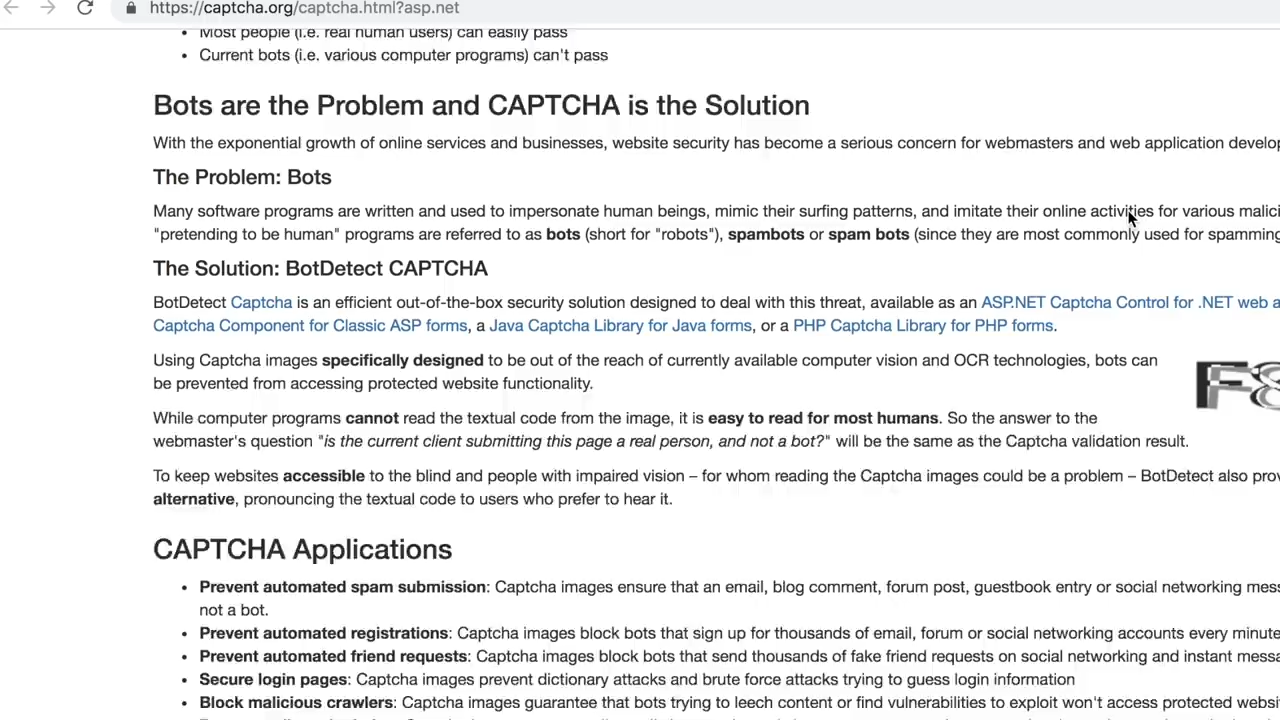 https://captcha.org/captcha.html?asp.net
• Most people (i.e. real human users) can easily pass
• Current bots (i.e. various computer programs) can't pass
Bots are the Problem and CAPTCHA is the Solution
With the exponential growth of online services and businesses, website security has become a serious concern for webmasters and web application
The Problem: Bots
Many software programs are written and used to impersonate human beings, mimic their surfing patterns, and imitate their online activities for various
"pretending to be human" programs are referred to as bots (short for "robots"), spambots or spam bots (since they are most commonly used for spamming
The Solution: BotDetect CAPTCHA
BotDetect Captcha is an efficient out-of-the-box security solution designed to deal with this threat, available as an ASP.NET Captcha Control for .NET web
Captcha Component for Classic ASP forms, a Java Captcha Library for Java forms, or a PHP Captcha Library for PHP forms.
Using Captcha images specifically designed to be out of the reach of currently available computer vision and OCR technologies, bots can
be prevented from accessing protected website functionality.
While computer programs cannot read the textual code from the image, it is easy to read for most humans. So the answer to the
webmaster's question "is the current client submitting this page a real person, and not a bot?" will be the same as the Captcha validation result.
To keep websites accessible to the blind and people with impaired vision – for whom reading the Captcha images could be a problem – BotDetect also
alternative, pronouncing the textual code to users who prefer to hear it.
CAPTCHA Applications
• Prevent automated spam submission: Captcha images ensure that an email, blog comment, forum post, guestbook entry or social networking
not a bot.
• Prevent automated registrations: Captcha images block bots that sign up for thousands of email, forum or social networking accounts every minute
• Prevent automated friend requests: Captcha images block bots that send thousands of fake friend requests on social networking and instant
• Secure login pages: Captcha images prevent dictionary attacks and brute force attacks trying to guess login information
• Block malicious crawlers: Captcha images guarantee that bots trying to leech content or find vulnerabilities to exploit won't access protected